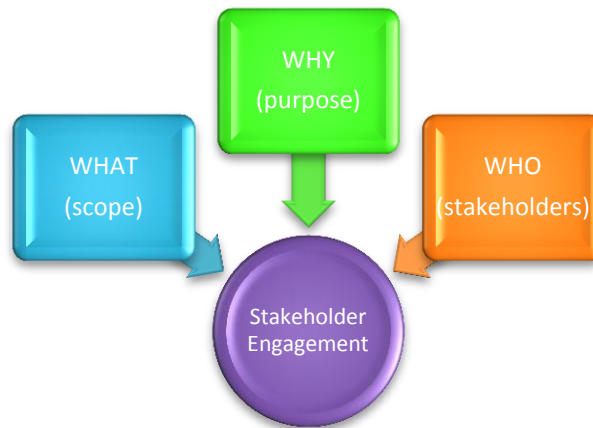 WHY
(purpose)
WHAT
(scope)
WHO
(stakeholders)
Stakeholder
Engagement